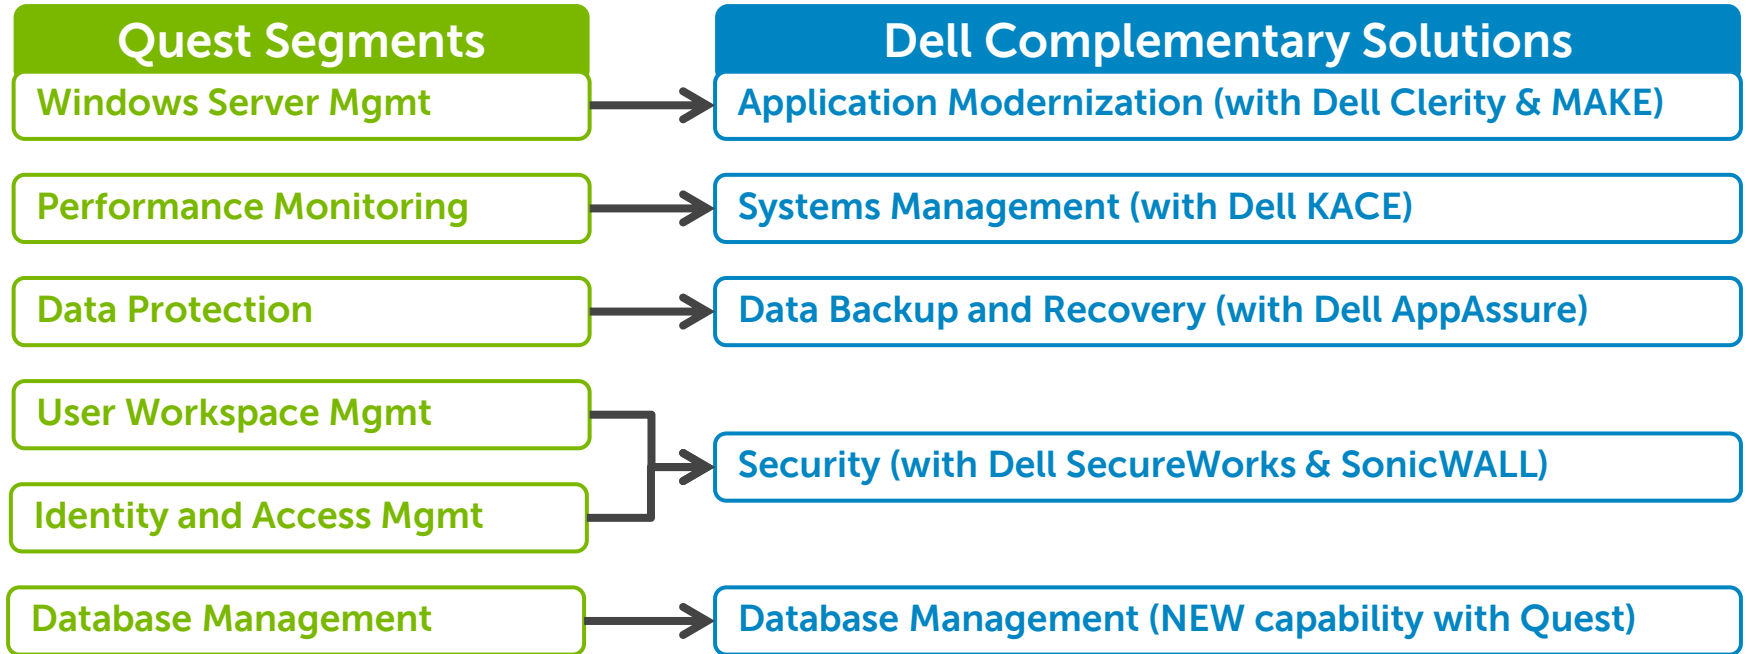 Quest Segments
Dell Complementary Solutions
Windows Server Mgmt
Application Modernization (with Dell Clerity & MAKE)
Performance Monitoring
Systems Management (with Dell KACE)
Data Protection
Data Backup and Recovery (with Dell AppAssure)
User Workspace Mgmt
Security (with Dell SecureWorks & SonicWALL)
Identity and Access Mgmt
Database Management
Database Management (NEW capability with Quest)